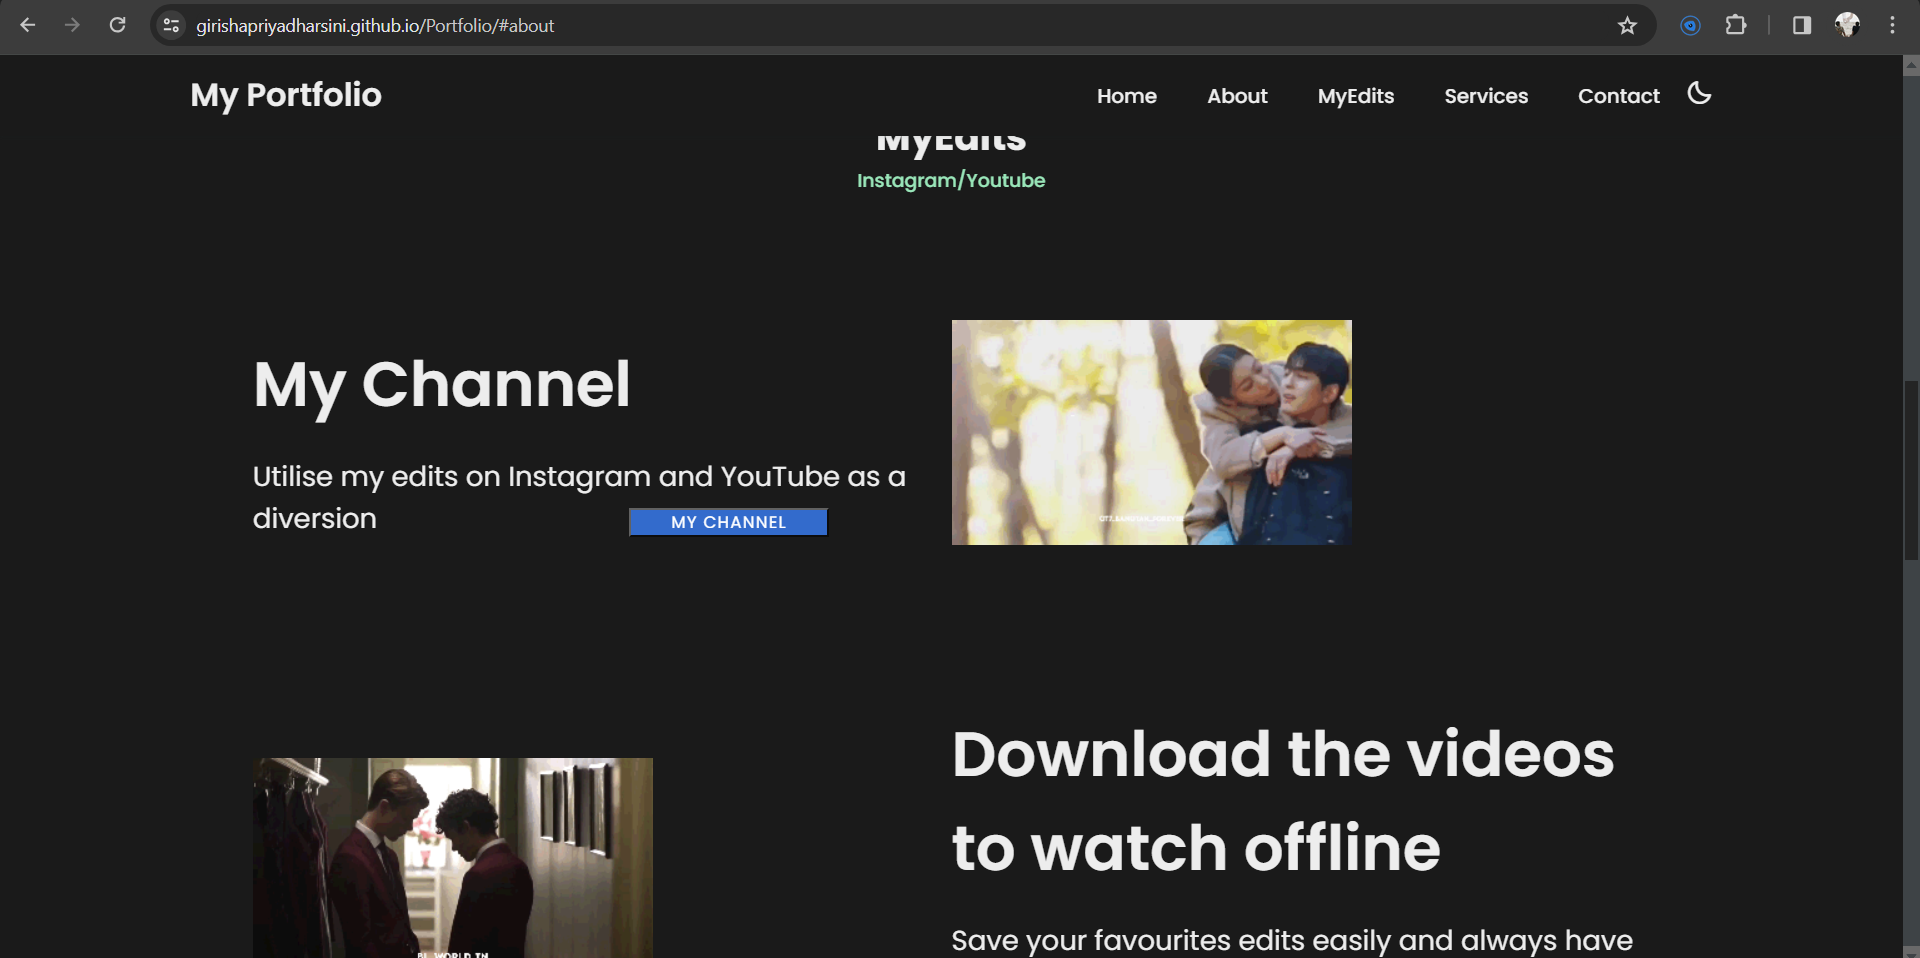 girishapriyadharsini.github.io/Portfolio/#about
My Portfolio
Home About MyEdits Services Contact
MyEdits
Instagram/Youtube
My Channel
Utilise my edits on Instagram and YouTube as a
diversion
MY CHANNEL
Download the videos
to watch offline
Save your favourites edits easily and always have